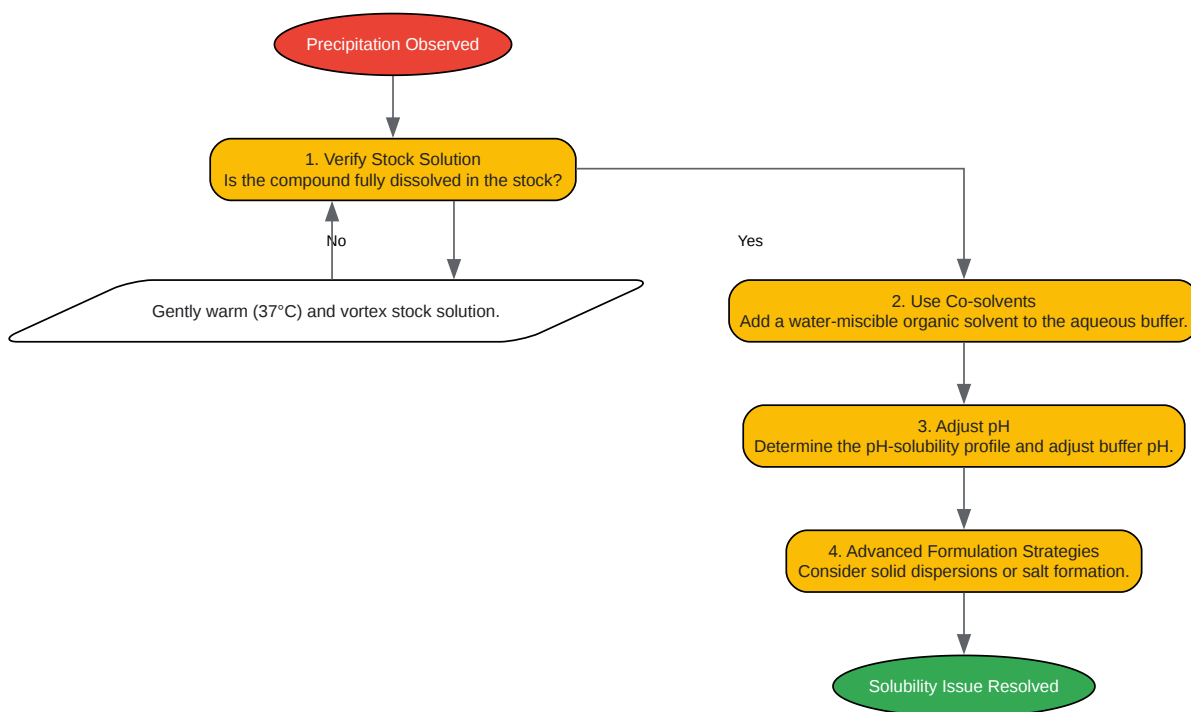 Precipitation Observed
1. Verify Stock Solution
Is the compound fully dissolved in the stock?
No
Yes
Gently warm (37°C) and vortex stock solution.
2. Use Co-solvents
Add a water-miscible organic solvent to the aqueous buffer.
3. Adjust pH
Determine the pH-solubility profile and adjust buffer pH.
4. Advanced Formulation Strategies
Consider solid dispersions or salt formation.
Solubility Issue Resolved